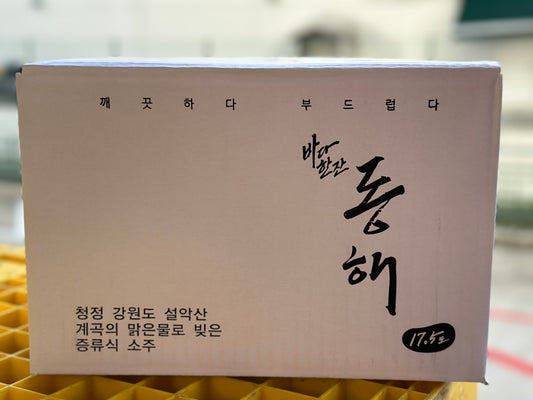 깨끗하다 부드럽다
바다
한잔
동
해
청정 강원도 설악산
계곡의 맑은물로 빚은
증류식 소주
17.5도